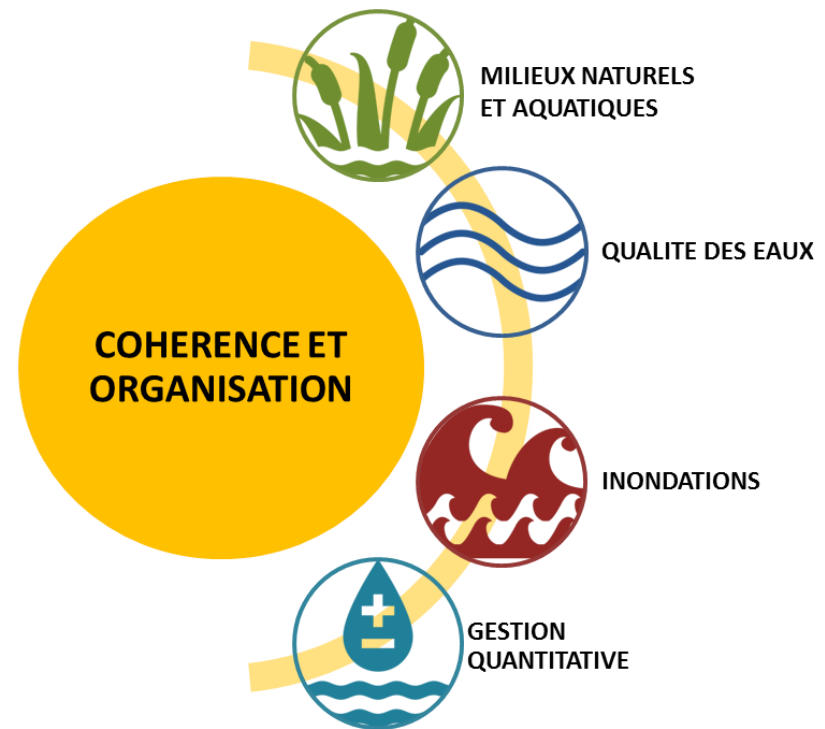 MILIEUX NATURELS
ET AQUATIQUES
QUALITE DES EAUX
COHERENCE ET
ORGANISATION
INONDATIONS
GESTION
QUANTITATIVE